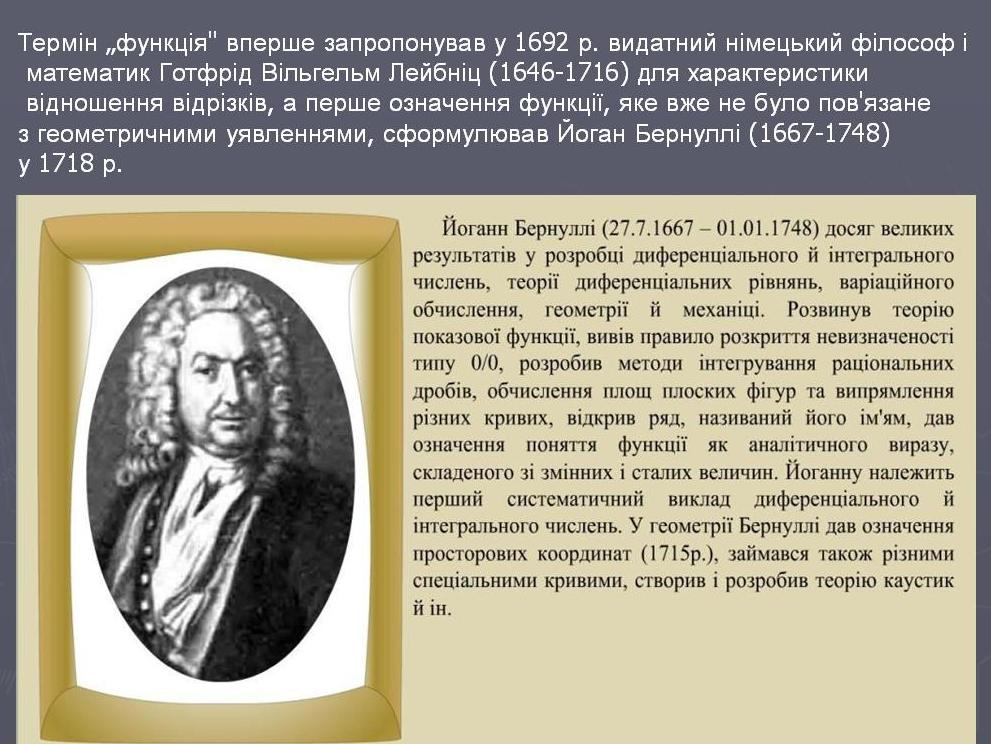 Термін „функція" вперше запропонував у 1692 р. видатний німецький філософ і
математик Готфрід Вільгельм Лейбніц (1646-1716) для характеристики
відношення відрізків, а перше означення функції, яке вже не було пов'язане
з геометричними уявленнями, сформулював Йоган Бернуллі (1667-1748)
у 1718 р.
Йоганн Бернуллі (27.7.1667 – 01.01.1748) досяг великих
результатів у розробці диференціального й інтегрального
числень, теорії диференціальних рівнянь, варіаційного
обчислення, геометрії й механіці. Розвинув теорію
показової функції, вивів правило розкриття невизначеності
типу 0/0, розробив методи інтегрування раціональних
дробів, обчислення площ плоских фігур та випрямлення
різних кривих, відкрив ряд, називаний його ім'ям, дав
означення поняття функції як аналітичного виразу,
складеного зі змінних і сталих величин. Йоганну належить
перший систематичний виклад диференціального й
інтегрального числень. У геометрії Бернуллі дав означення
просторових координат (1715р.), займався також різними
спеціальними кривими, створив і розробив теорію каустик
й ін.